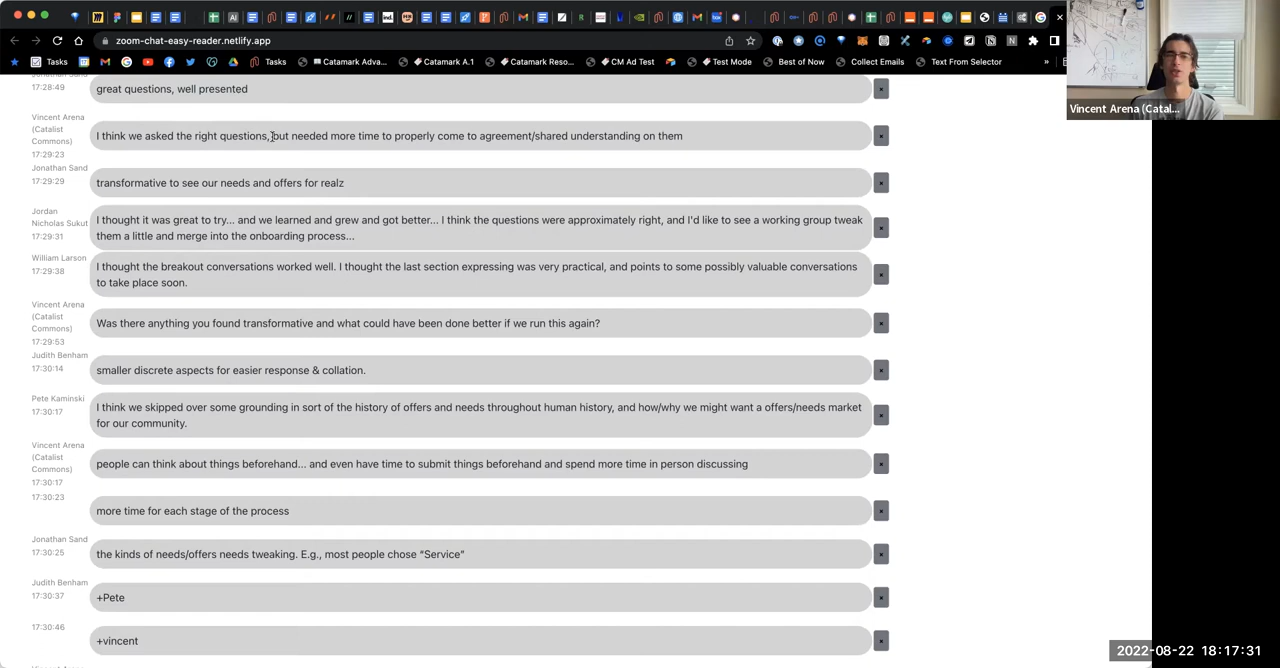 zoom-chat-easy-reader.netlify.app
Tasks
Catamark Adva...
Tasks
Catamark A.1
Catamark Reso...
CM Ad Test
Test Mode
Best of Now
Collect Emails
Text From Selector
»
Vincent Arena (Catal...
Jonathan Sand
17:28:49
great questions, well presented
Vincent Arena
(Catalist
Commons)
17:29:23
I think we asked the right questions, but needed more time to properly come to agreement/shared understanding on them
Jonathan Sand
17:29:29
transformative to see our needs and offers for realz
Jordan
Nicholas Sukut
17:29:31
I thought it was great to try... and we learned and grew and got better... I think the questions were approximately right, and I'd like to see a working group tweak
them a little and merge into the onboarding process...
William Larson
17:29:38
I thought the breakout conversations worked well. I thought the last section expressing was very practical, and points to some possibly valuable conversations
to take place soon.
Vincent Arena
(Catalist
Commons)
17:29:53
Was there anything you found transformative and what could have been done better if we run this again?
Judith Benham
17:30:14
smaller discrete aspects for easier response & collation.
Pete Kaminski
17:30:17
I think we skipped over some grounding in sort of the history of offers and needs throughout human history, and how/why we might want a offers/needs market
for our community.
Vincent Arena
(Catalist
Commons)
17:30:17
people can think about things beforehand... and even have time to submit things beforehand and spend more time in person discussing
17:30:23
more time for each stage of the process
Jonathan Sand
17:30:25
the kinds of needs/offers needs tweaking. E.g., most people chose “Service”
Judith Benham
17:30:37
+Pete
17:30:46
+vincent
2022-08-22 18:17:31